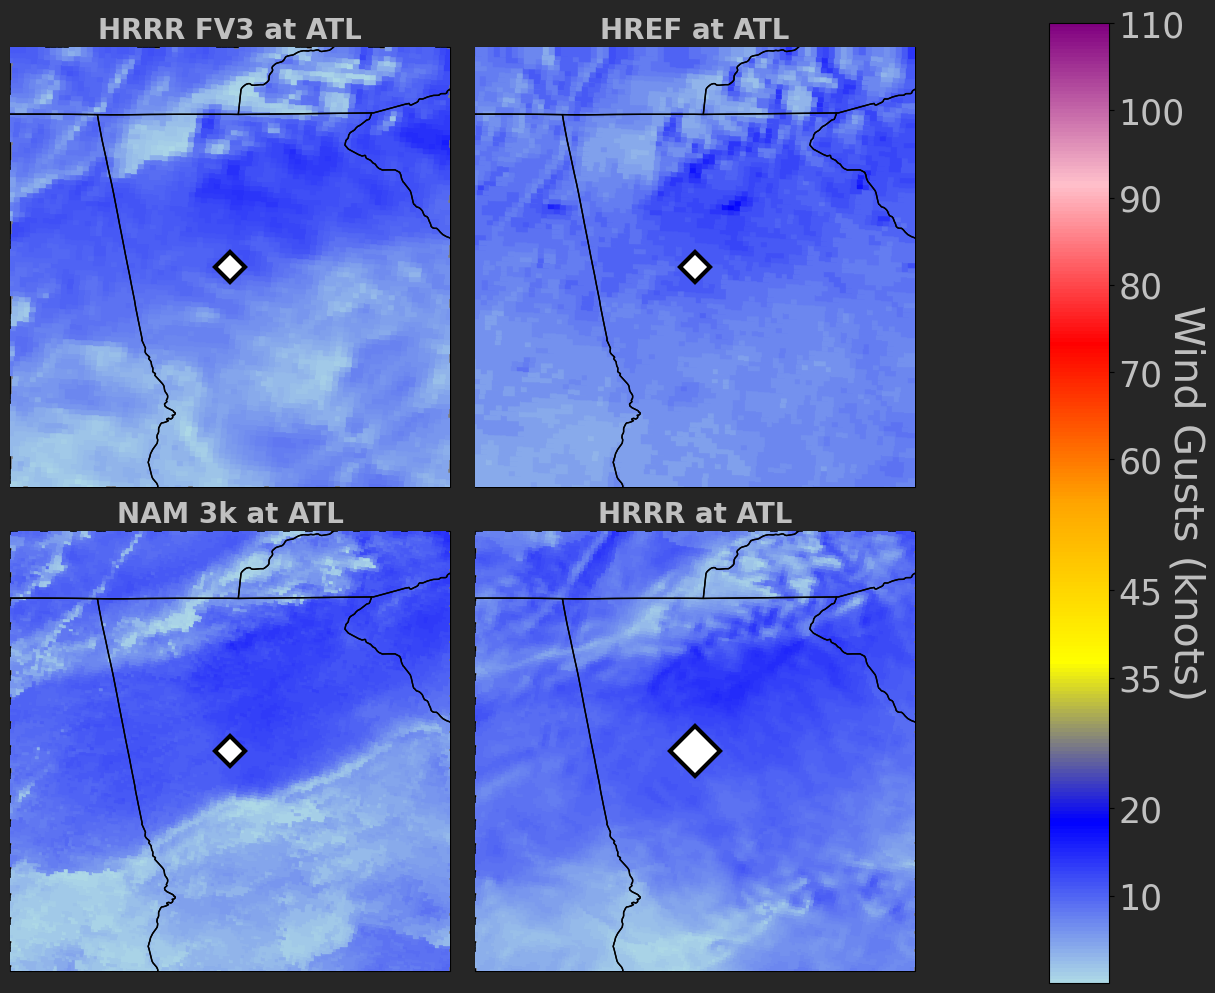 HRRR FV3 at ATL
HREF at ATL
NAM 3k at ATL
HRRR at ATL
110
100
90
80
70
60
45
35
20
10
Wind Gusts (knots)